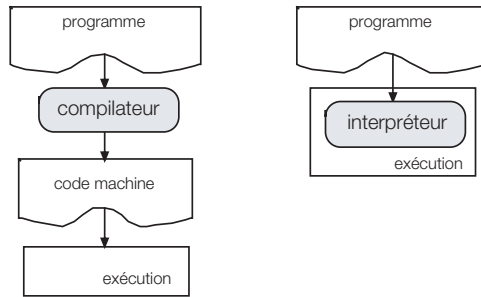 programme
compilateur
code machine
exécution
programme
interpréteur
exécution